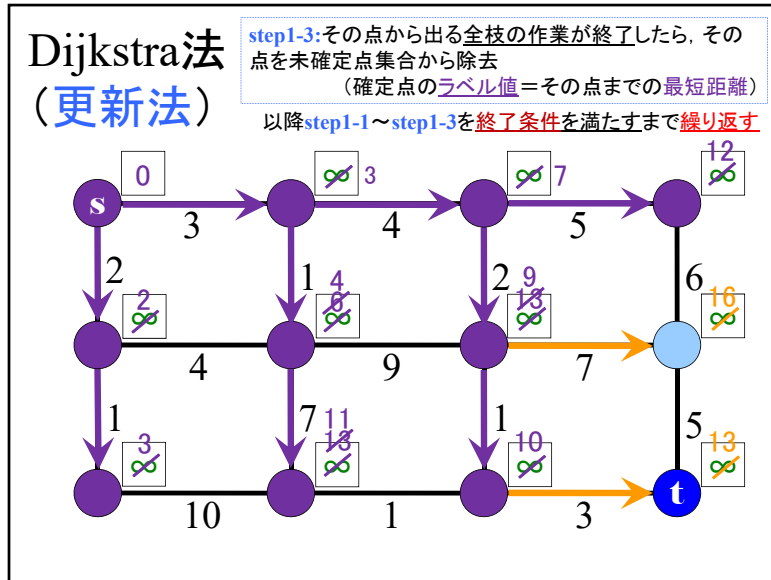 Dijkstra法
（更新法）
step1-3:その点から出る全枝の作業が終了したら，その
点を未確定点集合から除去
（確定点のラベル値＝その点までの最短距離）
以降step1-1～step1-3を終了条件を満たすまで繰り返す
s 0 ∞ 3 ∞ 7 12 ∞
3 4 5
2 1 2 6
2 ∞ 4 6 ∞ 9 13 ∞ 16 ∞
4 9 7
1 7 1 5
3 ∞ 11 13 ∞ 10 ∞ 13 ∞
t
10 1 3